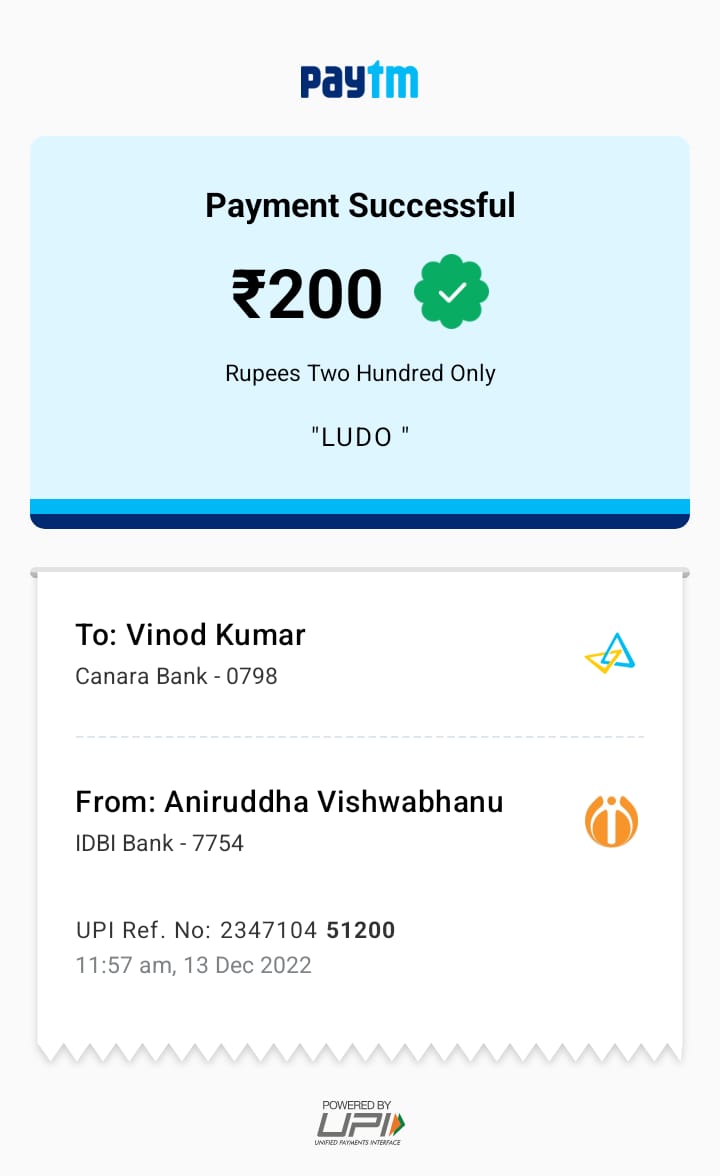 paytm
Payment Successful
₹200
Rupees Two Hundred Only
"LUDO "
To: Vinod Kumar
Canara Bank - 0798
From: Aniruddha Vishwabhanu
IDBI Bank - 7754
UPI Ref. No: 2347104 51200
11:57 am, 13 Dec 2022
POWERED BY
UPI
UNIFIED PAYMENTS INTERFACE